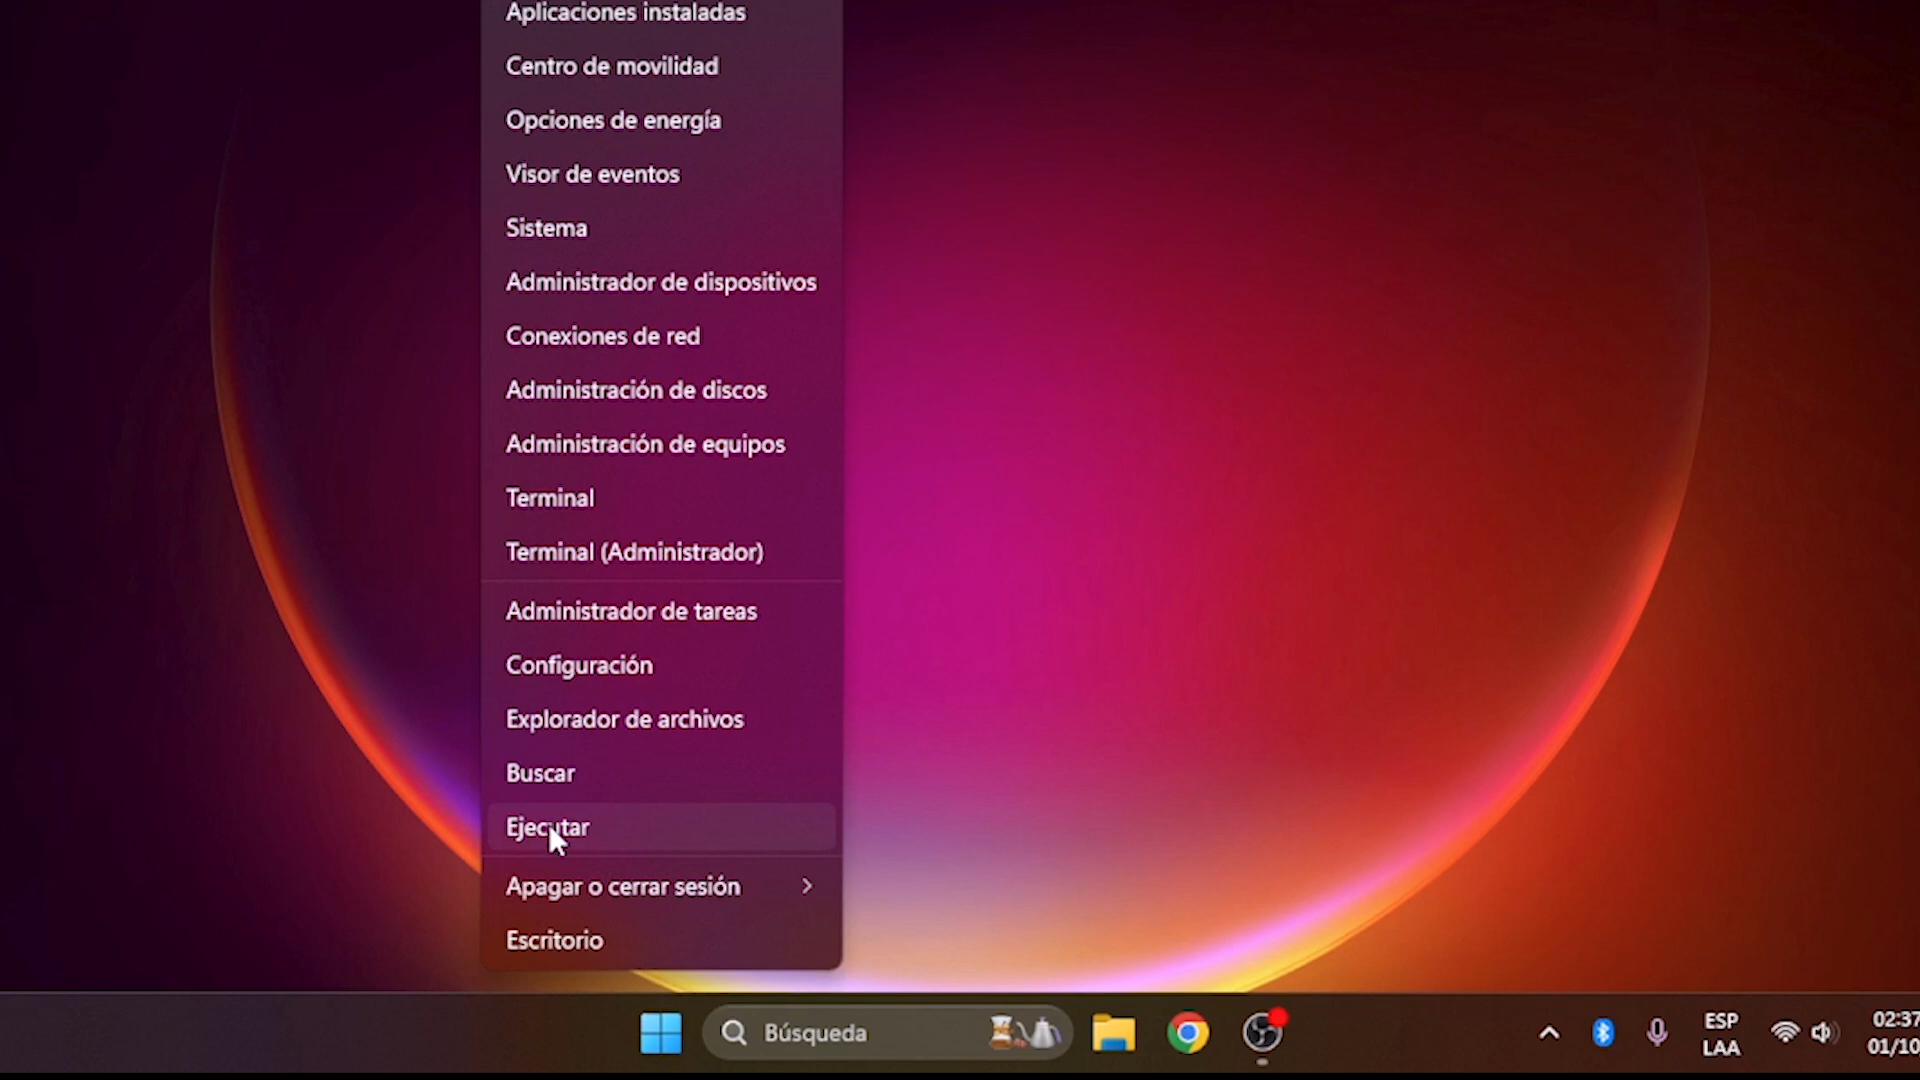 Aplicaciones instaladas
Centro de movilidad
Opciones de energía
Visor de eventos
Sistema
Administrador de dispositivos
Conexiones de red
Administración de discos
Administración de equipos
Terminal
Terminal (Administrador)
Administrador de tareas
Configuración
Explorador de archivos
Buscar
Ejecutar
Apagar o cerrar sesión
Escritorio
Búsqueda
ESP
LAA
02:37
01/10